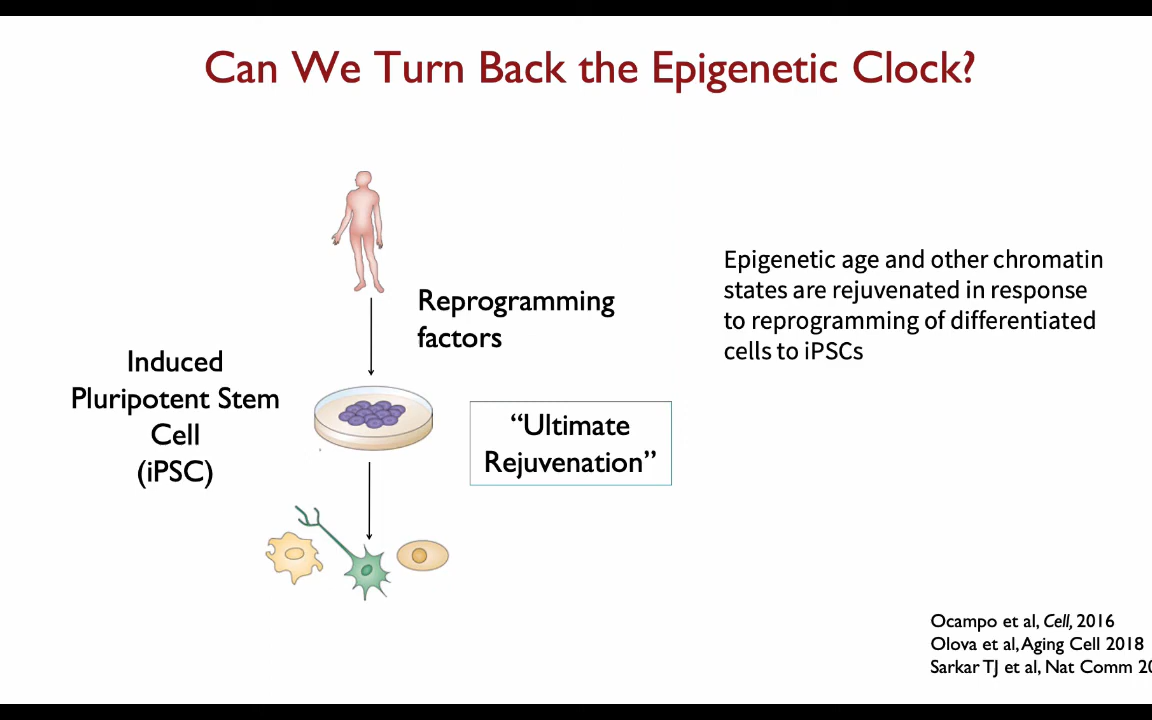 Can We Turn Back the Epigenetic Clock?
Reprogramming
factors
Induced
Pluripotent Stem
Cell
(iPSC)
“Ultimate
Rejuvenation”
Epigenetic age and other chromatin
states are rejuvenated in response
to reprogramming of differentiated
cells to iPSCs
Ocampo et al, Cell, 2016
Olova et al, Aging Cell 2018
Sarkar TJ et al, Nat Comm